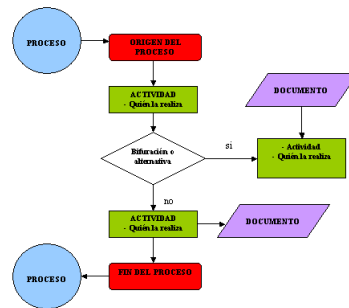 PROCESO
ORIGEN DEL
PROCESO
ACTIVIDAD
- Quién la realiza
DOCUMENTO
Bifuración o
alternativa
si
- Actividad
- Quién la realiza
no
ACTIVIDAD
- Quién la realiza
DOCUMENTO
PROCESO
FIN DEL PROCESO